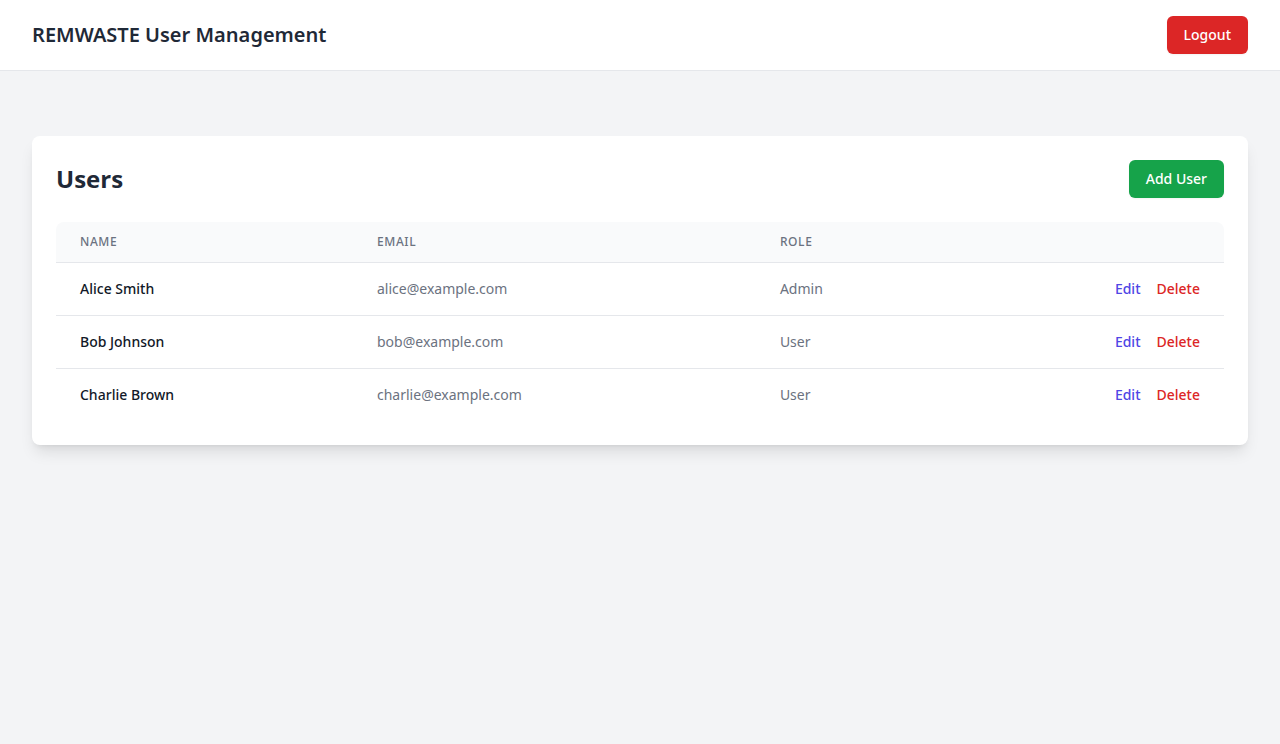 REMWASTE User Management Logout
Users Add User
NAME EMAIL ROLE
Alice Smith alice@example.com Admin Edit Delete
Bob Johnson bob@example.com User Edit Delete
Charlie Brown charlie@example.com User Edit Delete